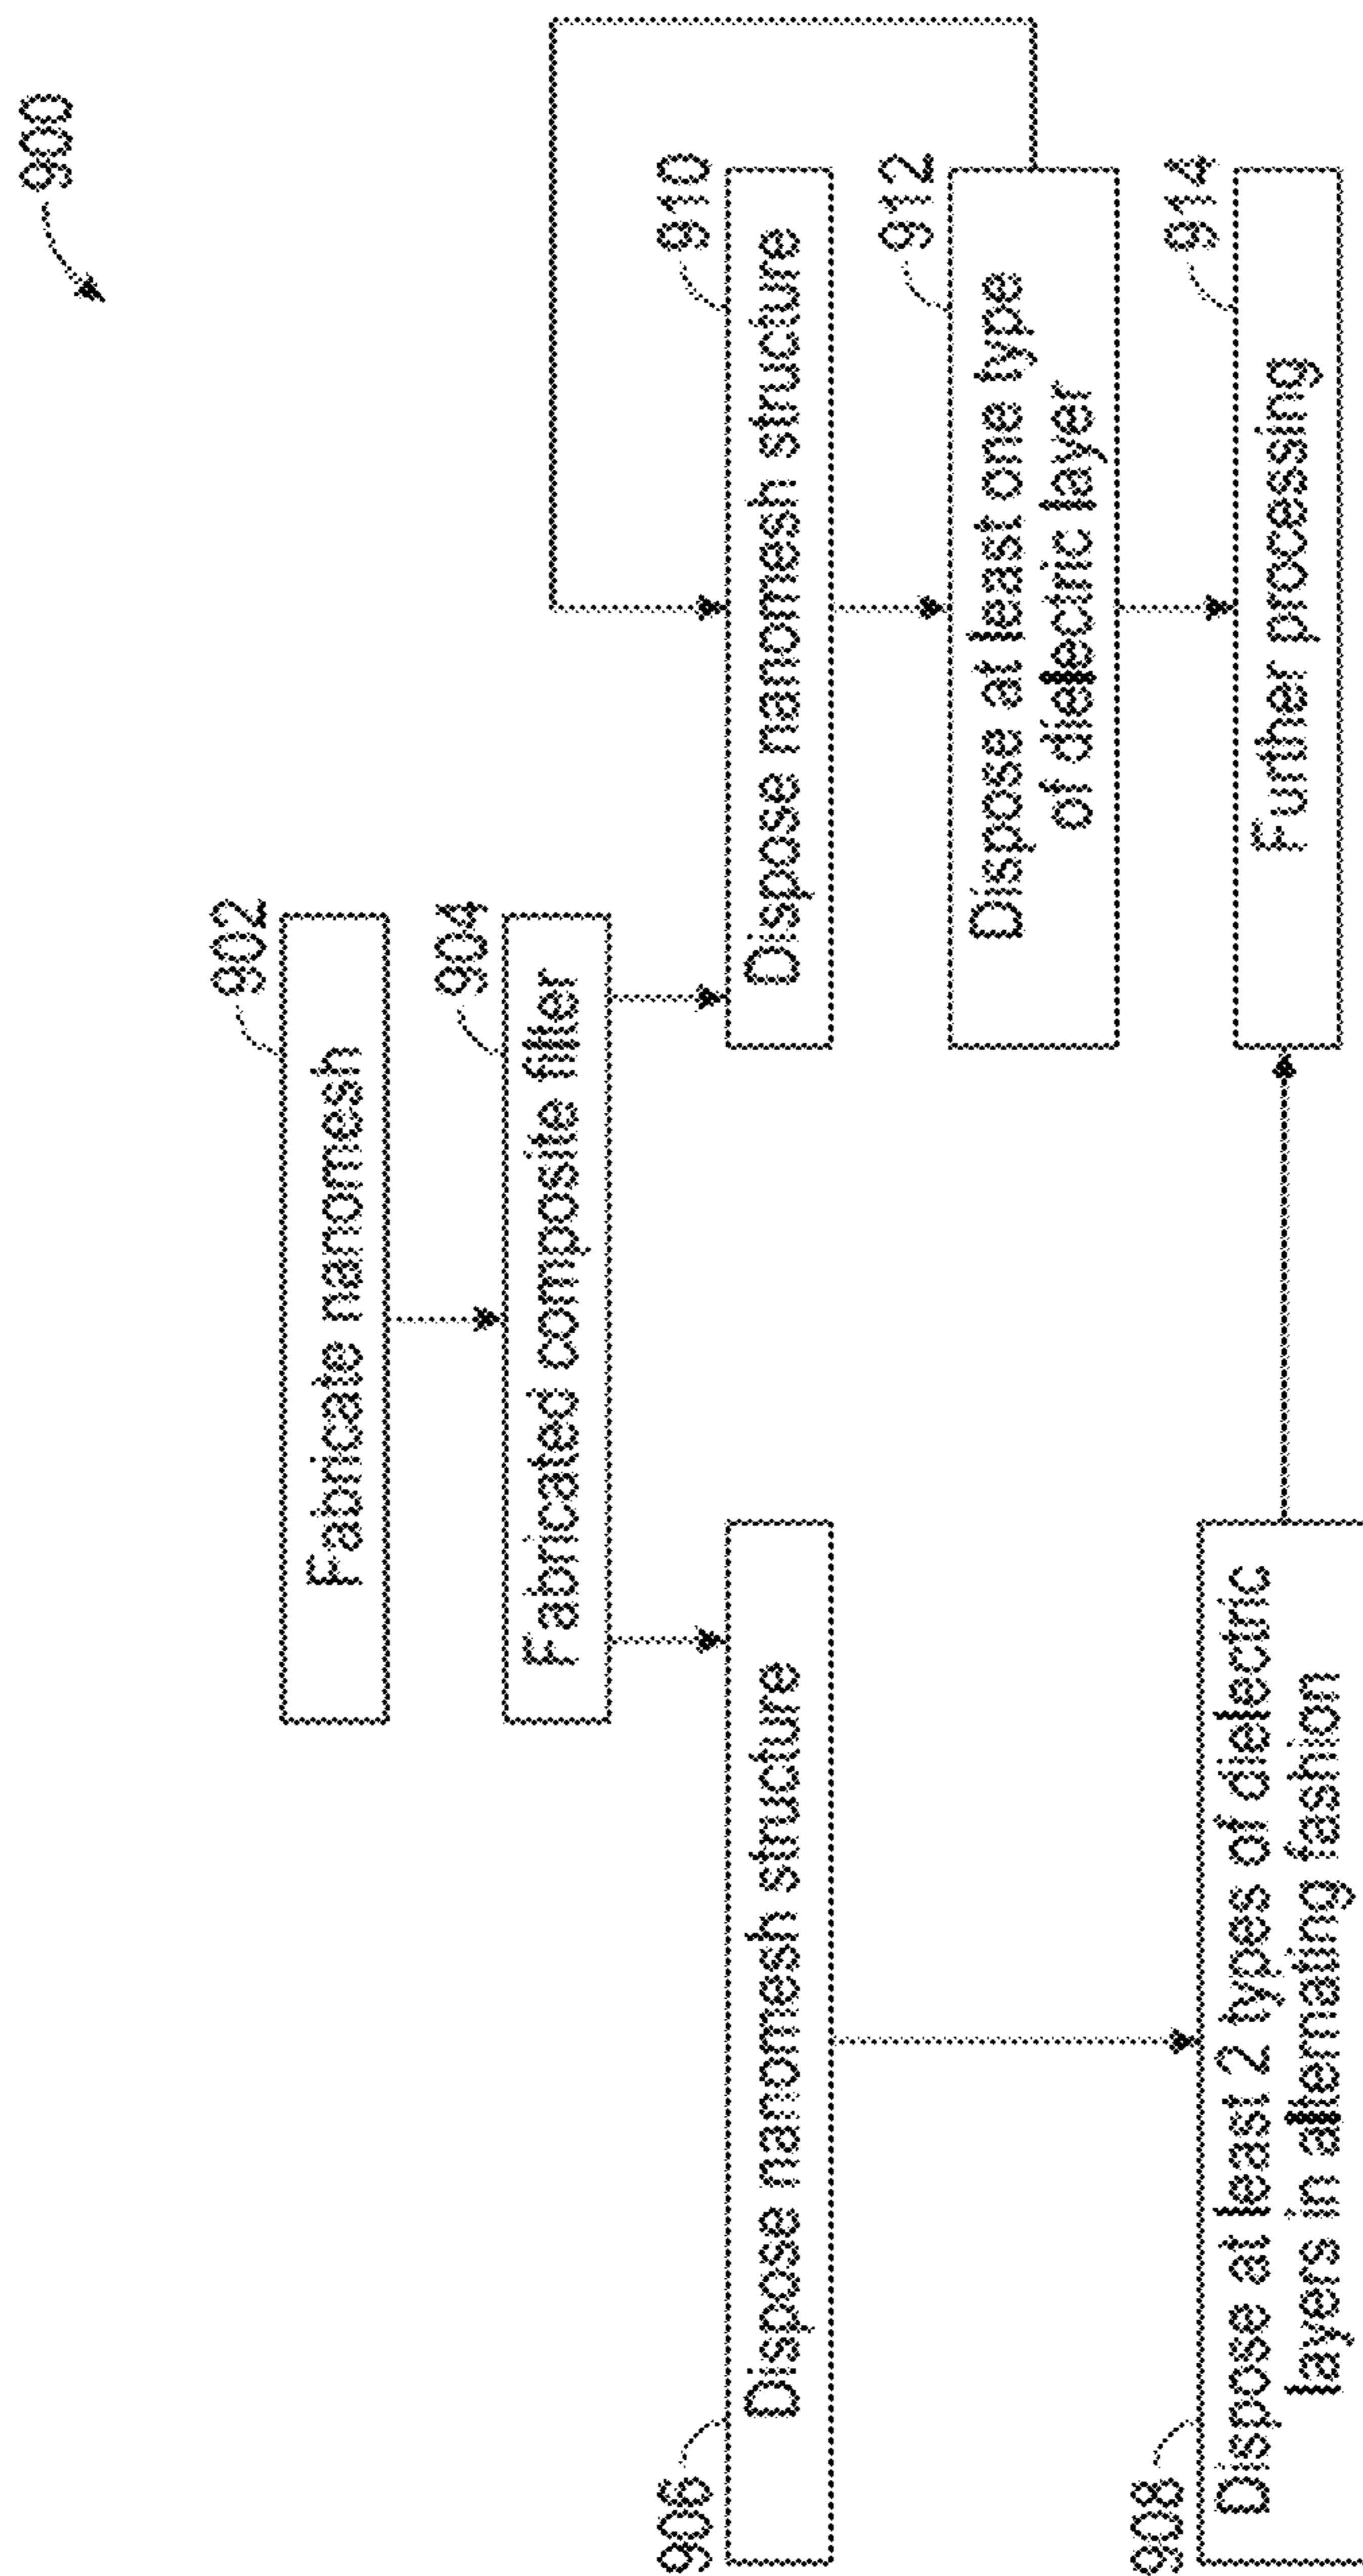 900
902
Fabricate nanomesh
904
Fabricated composite filter
906
Dispose nanomesh structure
910
Dispose nanomesh structure
912
Dispose at least one type
of dielectric layer
908
Dispose at least 2 types of dielectric
layers in alternating fashion
914
Further processing